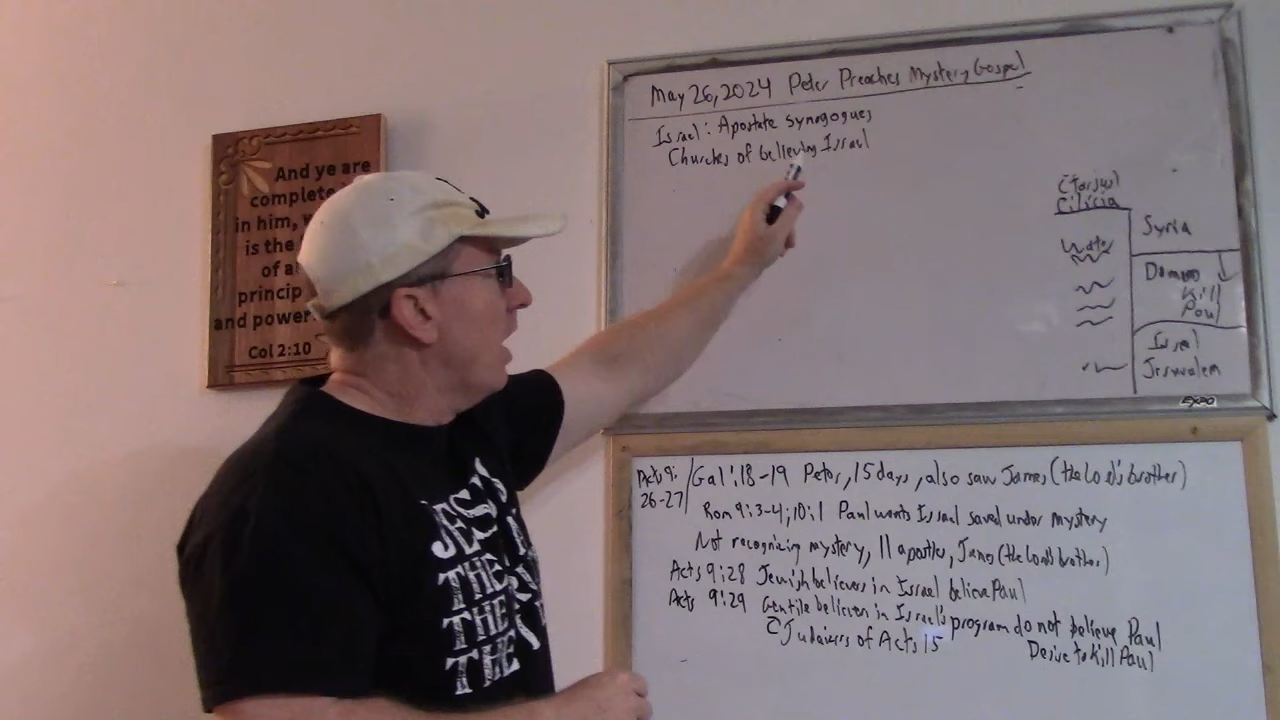 And ye are
complete
in him, w
is the
of a
princip
and power
Col 2:10
JESUS
THE
THE
THE
May 26, 2024 Peter Preaches Mystery Gospel
Israel: Apostate synagogues
Churches of believing Israel
Cilicia
Water
Syria
Kill
Paul
Israel
Jerusalem
EXPO
Acts 9:
26-27
Gal 1:18-19 Peter, 15 days, also saw James (the Lord's brother)
Rom 9:3-4; 10:1 Paul wants Israel saved under mystery
Not recognizing mystery, 11 apostles, James (the Lord's brother)
Acts 9:28 Jewish believers in Israel believe Paul
Acts 9:29 Gentile believers in Israel's program do not believe Paul
Judaizers of Acts 15
Desire to kill Paul